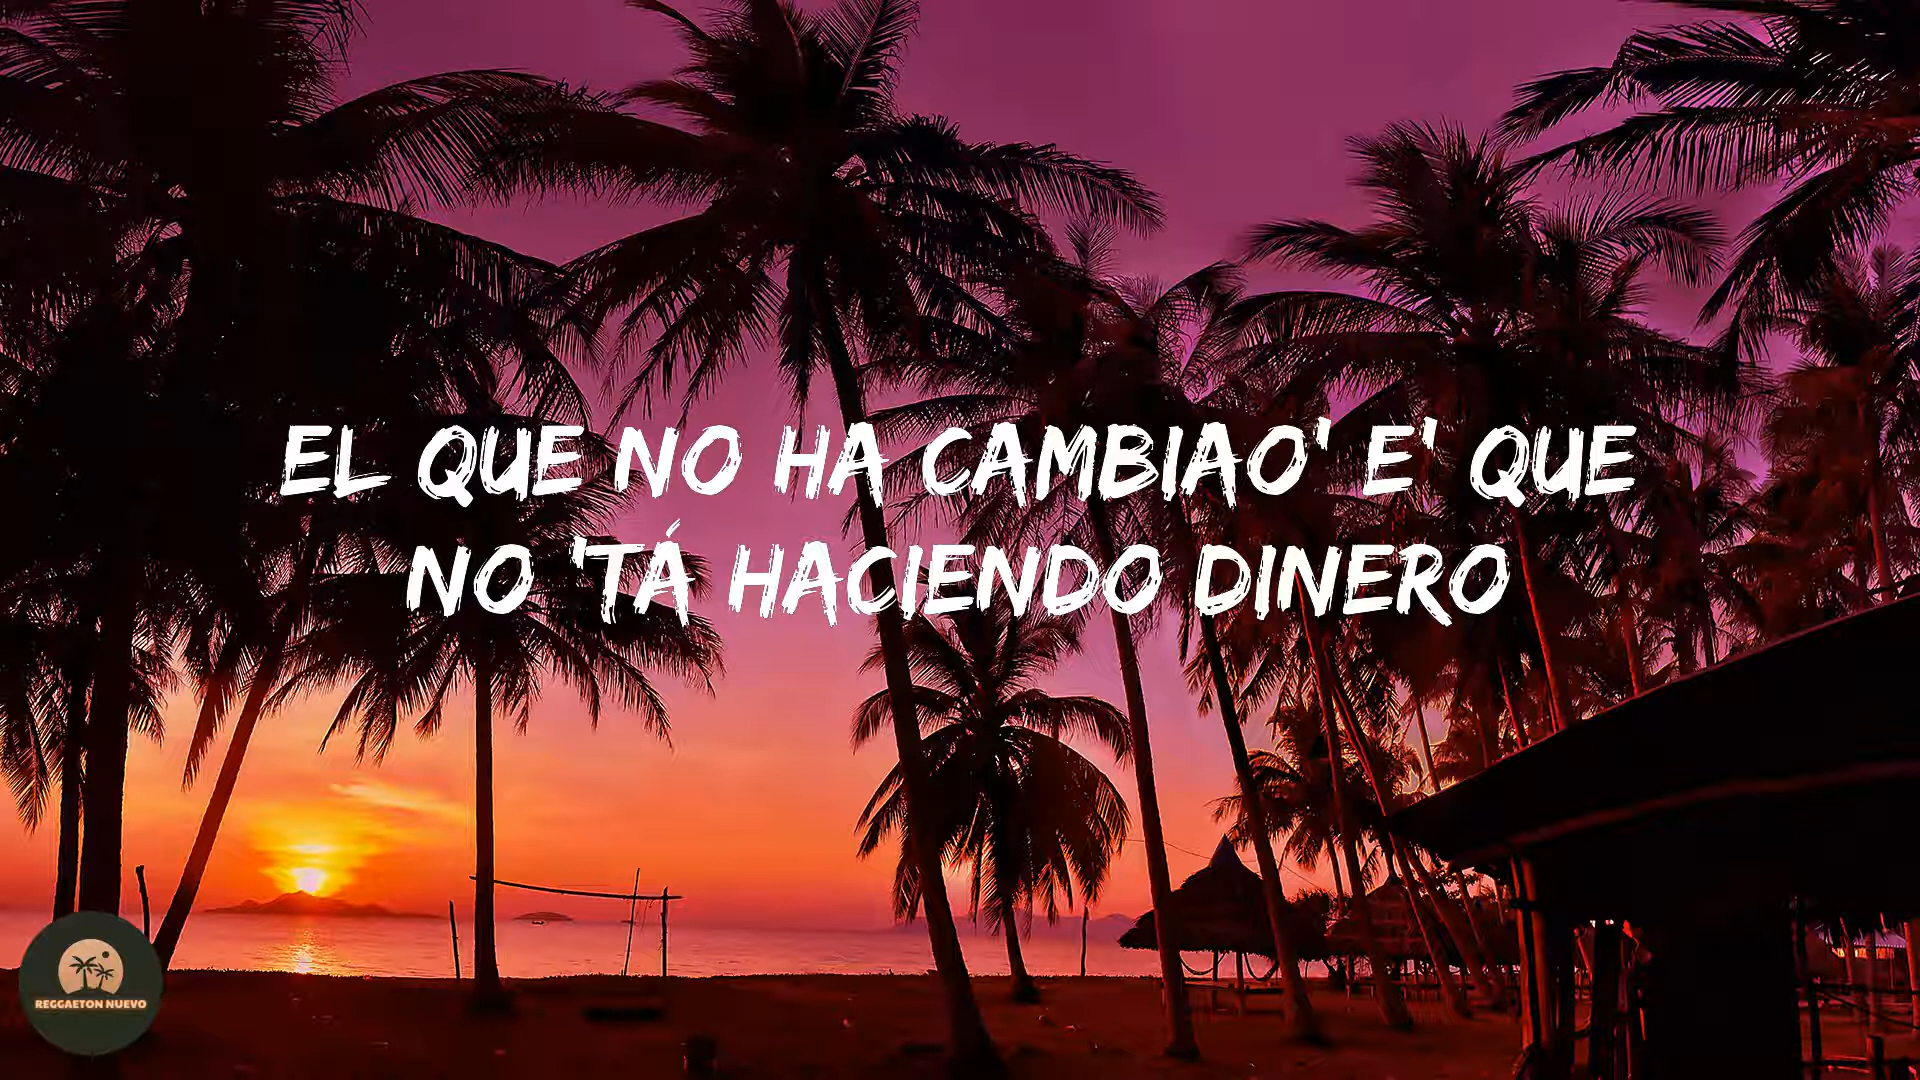 EL QUE NO HA CAMBIAO' E' QUE
NO 'TÁ HACIENDO DINERO
REGGAETON NUEVO